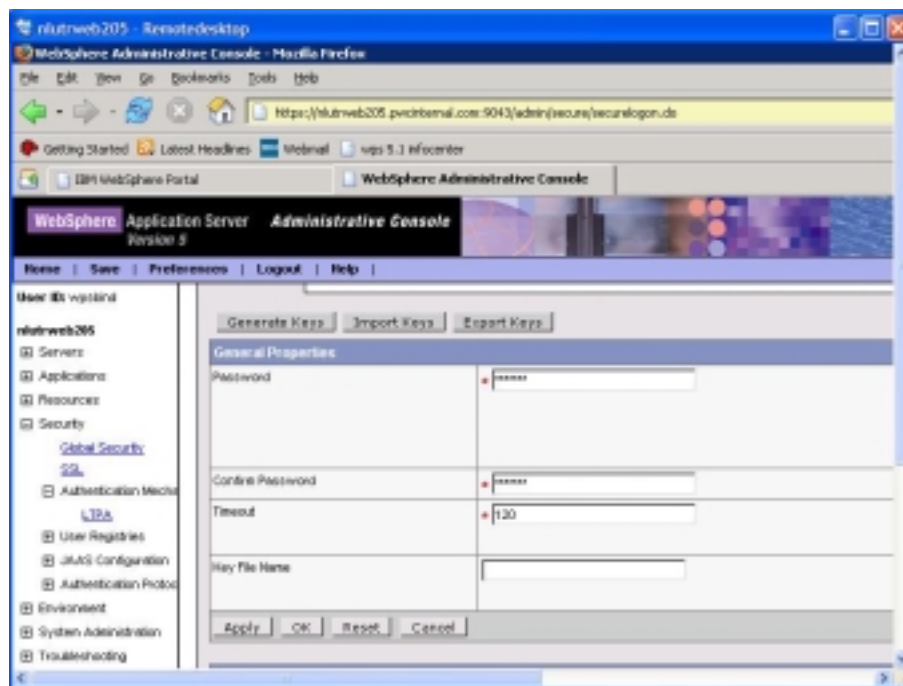 nlutrweb205 - Remotedesktop
WebSphere Administrative Console - Mozilla Firefox
File Edit View Go Bookmarks Tools Help
https://nlutrweb205.pwcinternal.com:9043/admin/secure/securelogon.do
Getting Started Latest Headlines Webmail wps 5.1 infocenter
IBM WebSphere Portal WebSphere Administrative Console
WebSphere Application Server Administrative Console
Version 5
Home | Save | Preferences | Logout | Help |
User ID: wpsbind
nlutrweb205
Servers
Applications
Resources
Security
Global Security
SSL
Authentication Mecha
LTPA
User Registries
JAAS Configuration
Authentication Protoc
Environment
System Administration
Troubleshooting
Generate Keys Import Keys Export Keys
General Properties
Password * *******
Confirm Password * *******
Timeout * 120
Key File Name
Apply OK Reset Cancel